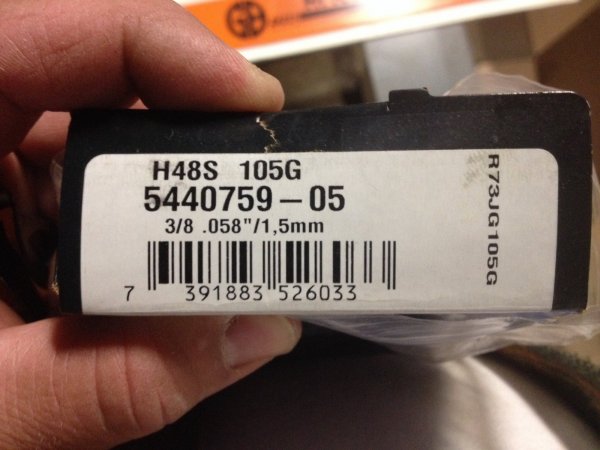 H48S 105G
5440759-05
3/8 .058"/1,5mm
7 391883 526033
R73JG105G